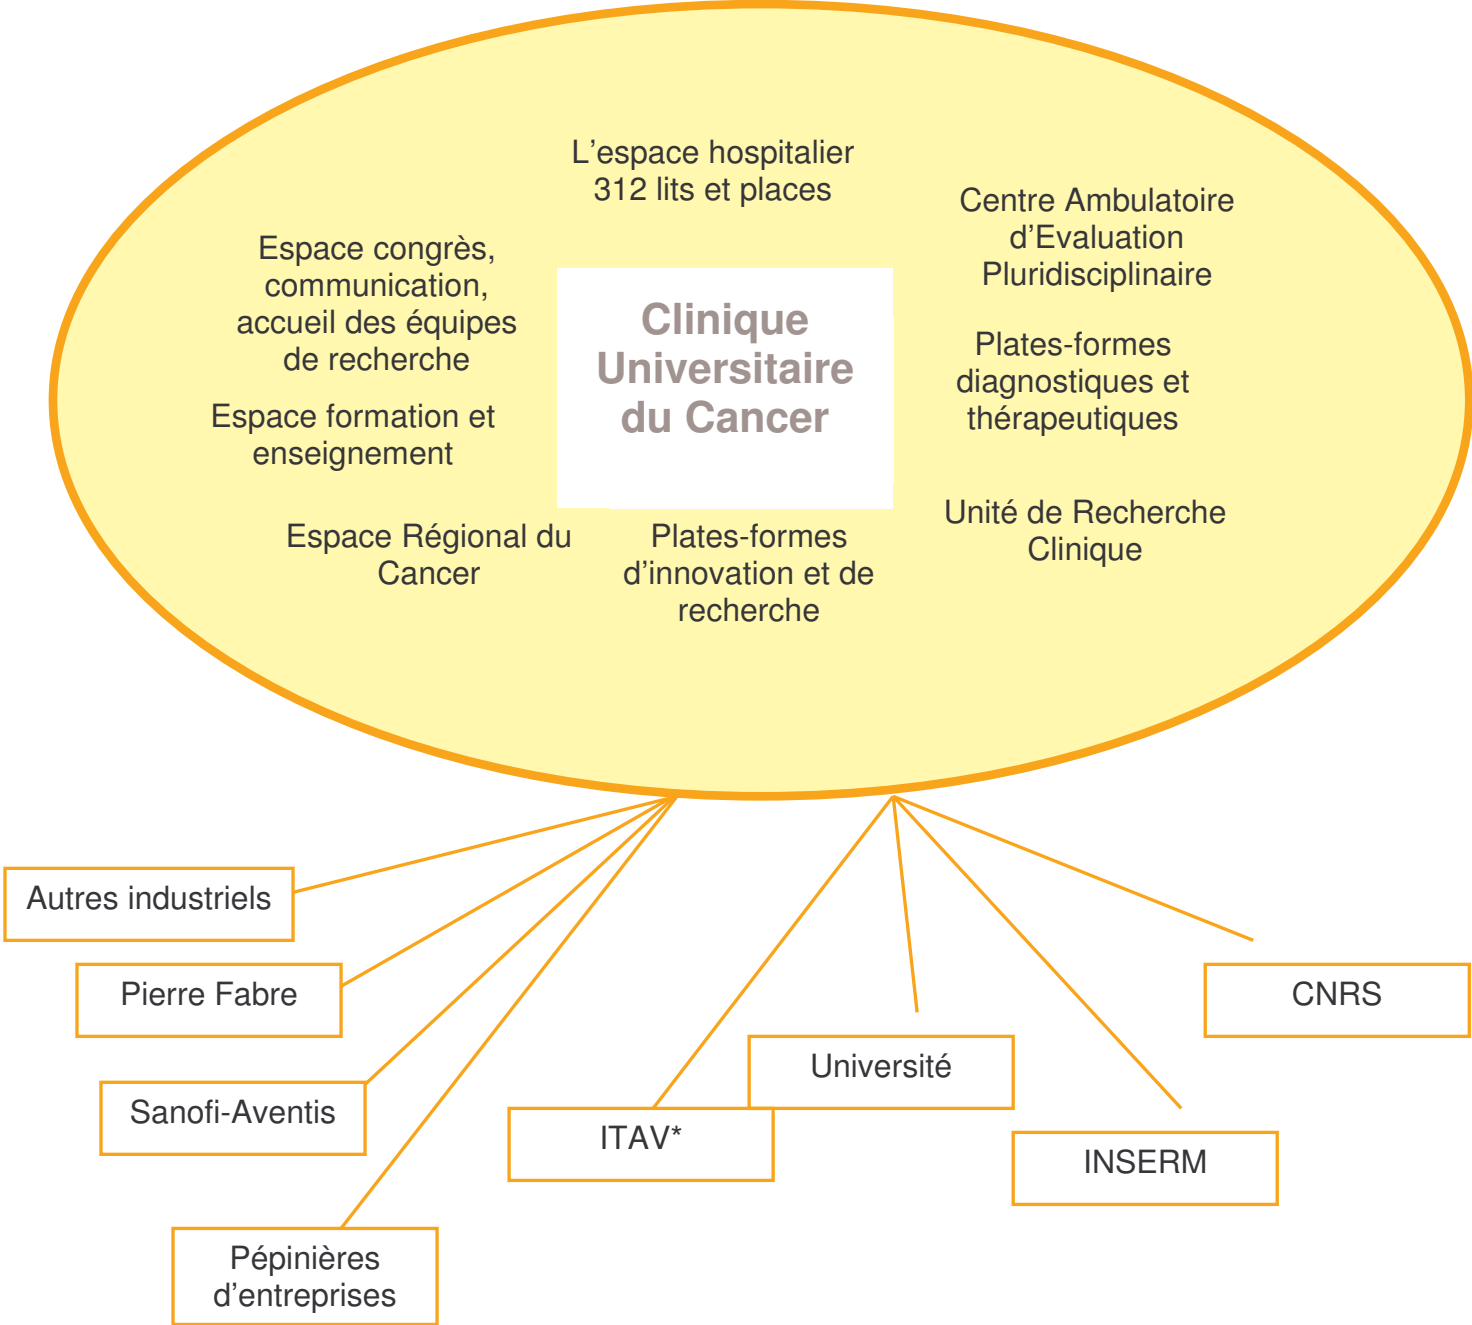 L'espace hospitalier
312 lits et places
Centre Ambulatoire
d'Evaluation
Pluridisciplinaire
Espace congrès,
communication,
accueil des équipes
de recherche
Clinique
Universitaire
du Cancer
Plates-formes
diagnostiques et
thérapeutiques
Espace formation et
enseignement
Unité de Recherche
Clinique
Espace Régional du
Cancer
Plates-formes
d'innovation et de
recherche
Autres industriels
Pierre Fabre
CNRS
Université
Sanofi-Aventis
ITAV*
INSERM
Pépinières
d'entreprises